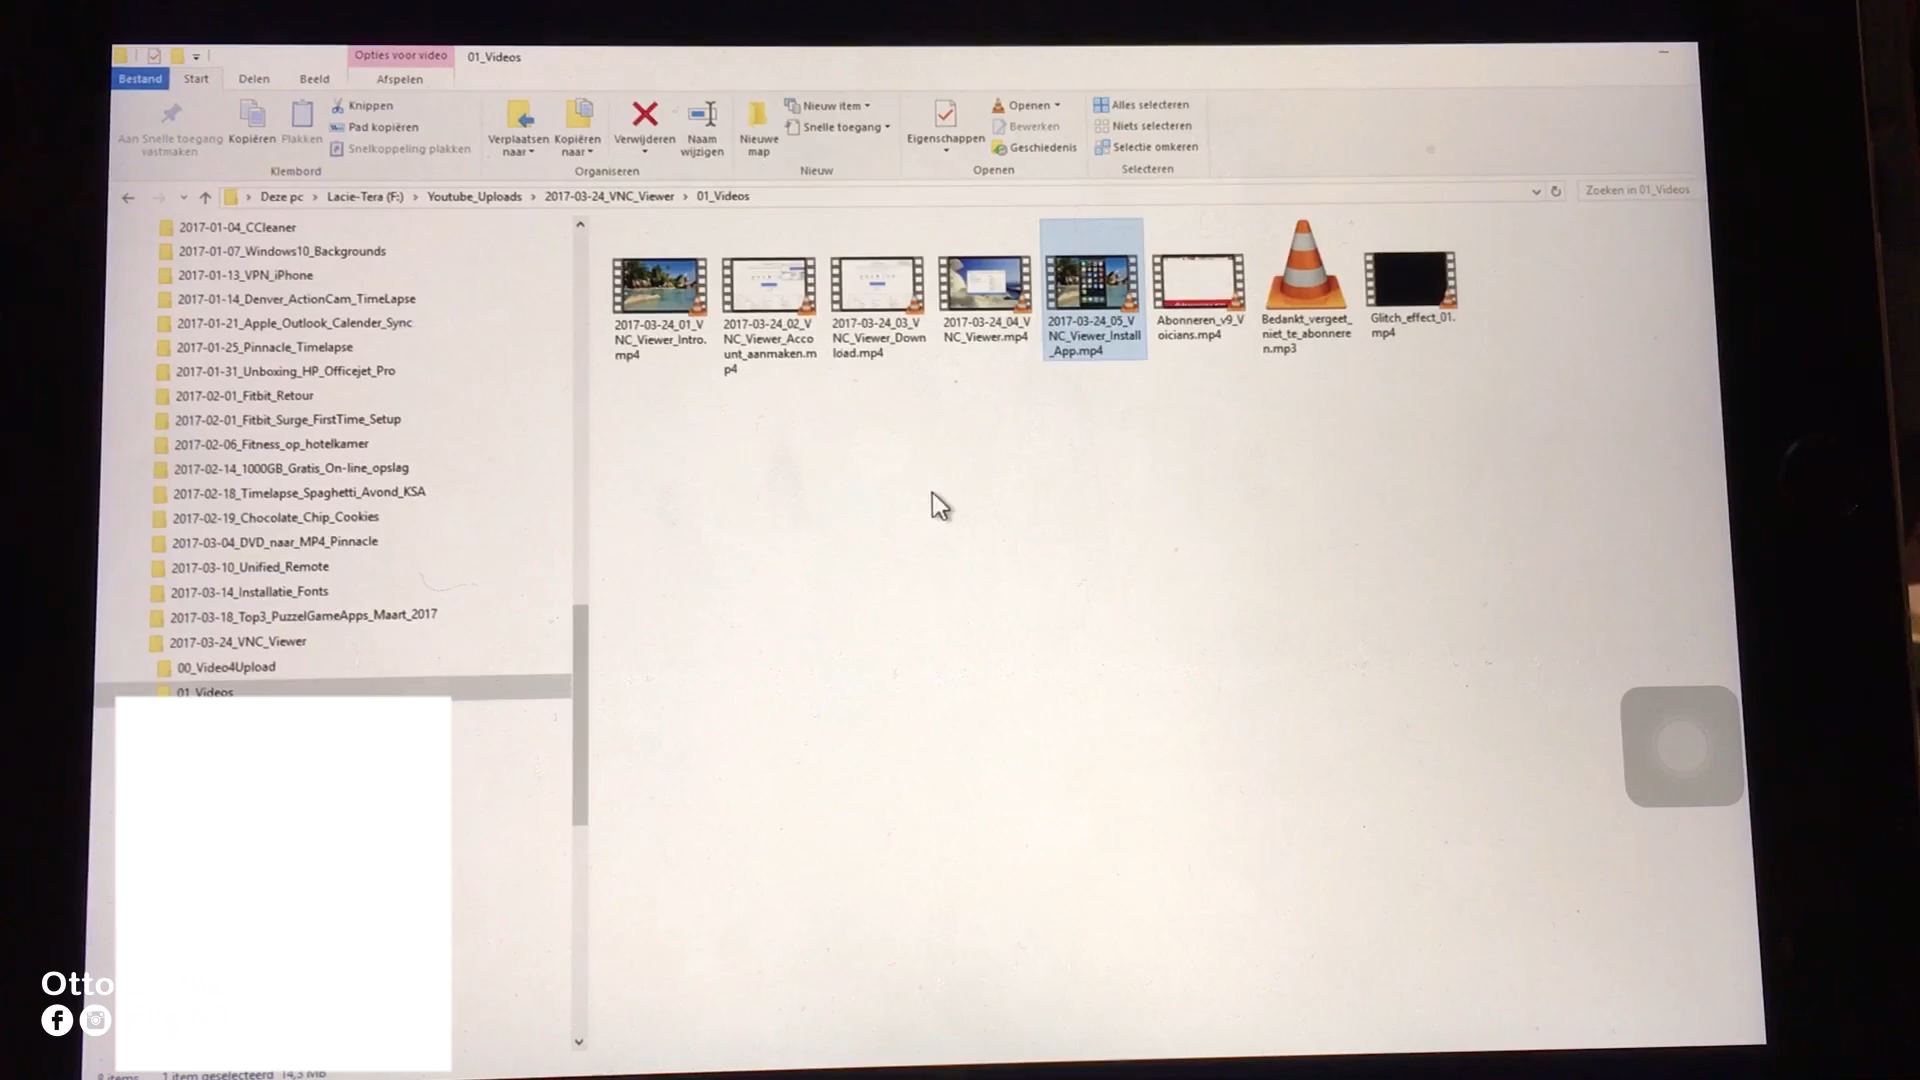 Opties voor video
01_Videos
Bestand
Start
Delen
Beeld
Afspelen
Aan Snelle toegang
vastmaken
Kopiëren
Plakken
Knippen
Pad kopiëren
Snelkoppeling plakken
Klembord
Verplaatsen
naar
Kopiëren
naar
Verwijderen
Naam
wijzigen
Organiseren
Nieuwe
map
Nieuw item
Snelle toegang
Nieuw
Eigenschappen
Openen
Bewerken
Geschiedenis
Openen
Alles selecteren
Niets selecteren
Selectie omkeren
Selecteren
Deze pc > Lacie-Tera (F:) > Youtube_Uploads > 2017-03-24_VNC_Viewer > 01_Videos
Zoeken in 01_Videos
2017-01-04_CCleaner
2017-01-07_Windows10_Backgrounds
2017-01-13_VPN_iPhone
2017-01-14_Denver_ActionCam_TimeLapse
2017-01-21_Apple_Outlook_Calender_Sync
2017-01-25_Pinnacle_Timelapse
2017-01-31_Unboxing_HP_Officejet_Pro
2017-02-01_Fitbit_Retour
2017-02-01_Fitbit_Surge_FirstTime_Setup
2017-02-06_Fitness_op_hotelkamer
2017-02-14_1000GB_Gratis_On-line_opslag
2017-02-18_Timelapse_Spaghetti_Avond_KSA
2017-02-19_Chocolate_Chip_Cookies
2017-03-04_DVD_naar_MP4_Pinnacle
2017-03-10_Unified_Remote
2017-03-14_Installatie_Fonts
2017-03-18_Top3_PuzzelGameApps_Maart_2017
2017-03-24_VNC_Viewer
00_Video4Upload
01_Videos
2017-03-24_01_V
NC_Viewer_Intro.
mp4
2017-03-24_02_V
NC_Viewer_Acco
unt_aanmaken.m
p4
2017-03-24_03_V
NC_Viewer_Down
load.mp4
2017-03-24_04_V
NC_Viewer.mp4
2017-03-24_05_V
NC_Viewer_Install
_App.mp4
Abonneren_v9_V
oicians.mp4
Bedankt_vergeet_
niet_te_abonnere
n.mp3
Glitch_effect_01.
mp4
8 items
1 item geselecteerd 14,3 MB
Otto